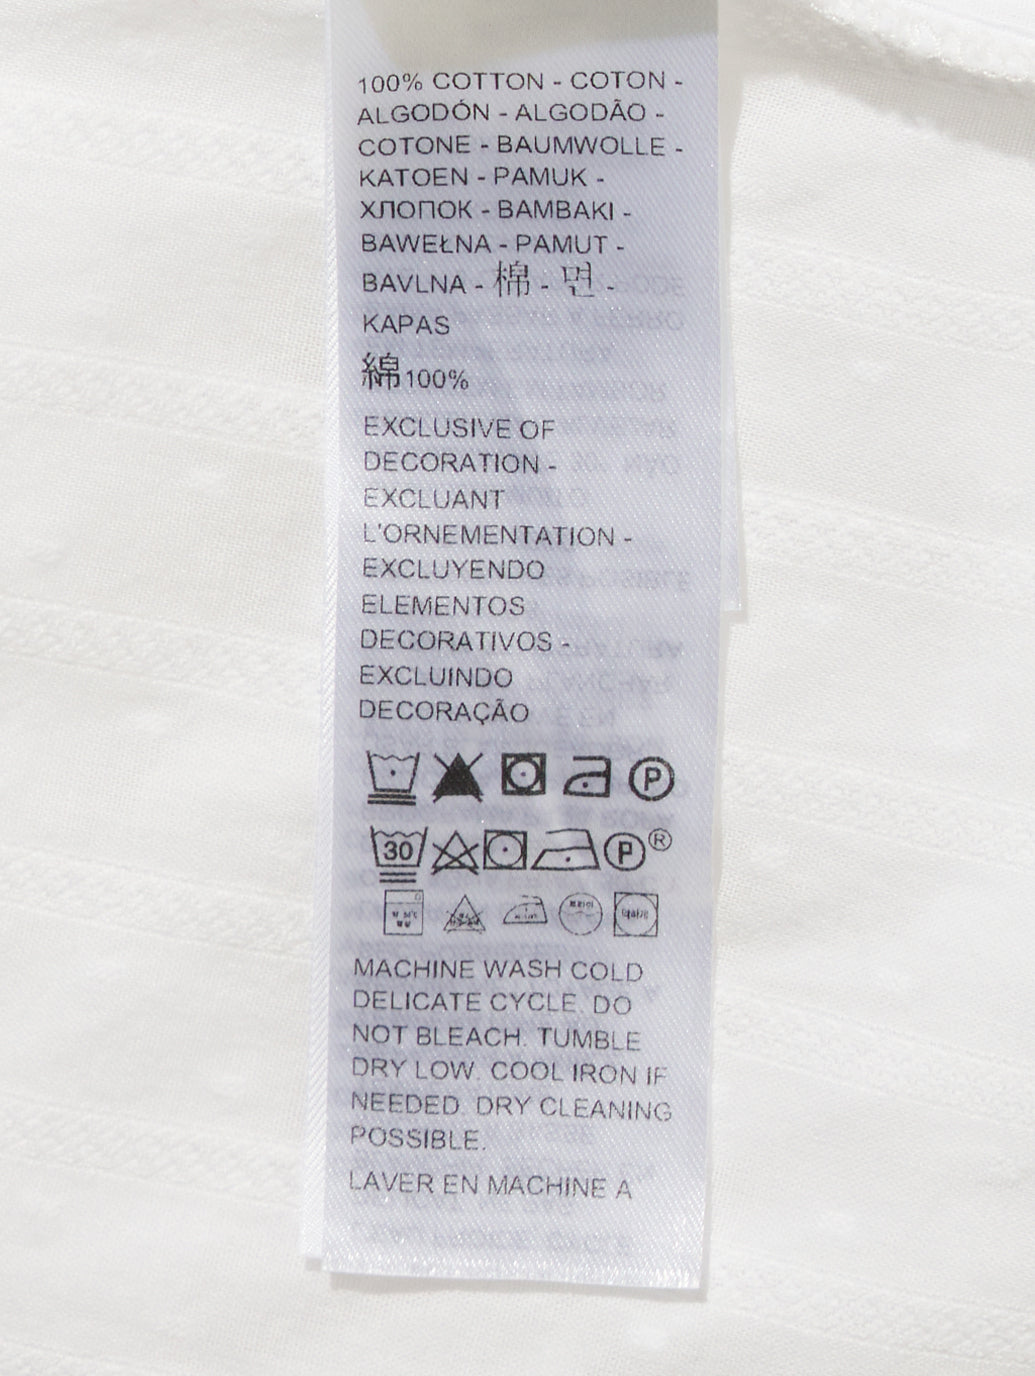 100% COTTON - COTON -
ALGODÓN - ALGODÃO -
COTONE - BAUMWOLLE -
KATOEN - PAMUK -
ХЛОПОК - BAMBAKI -
BAWEŁNA - PAMUT -
BAVLNA - 棉 - 면 -
KAPAS
綿100%
EXCLUSIVE OF
DECORATION -
EXCLUANT
L'ORNEMENTATION -
EXCLUYENDO
ELEMENTOS
DECORATIVOS -
EXCLUINDO
DECORAÇÃO
P
30 P ®
MACHINE WASH COLD
DELICATE CYCLE. DO
NOT BLEACH. TUMBLE
DRY LOW. COOL IRON IF
NEEDED. DRY CLEANING
POSSIBLE.
LAVER EN MACHINE A